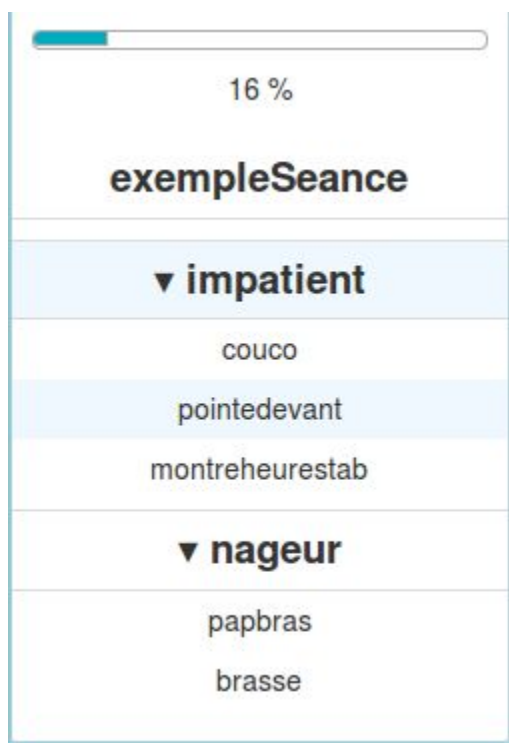 16 %
exempleSeance
▾ impatient
couco
pointedevant
montreheurestab
▾ nageur
papbras
brasse